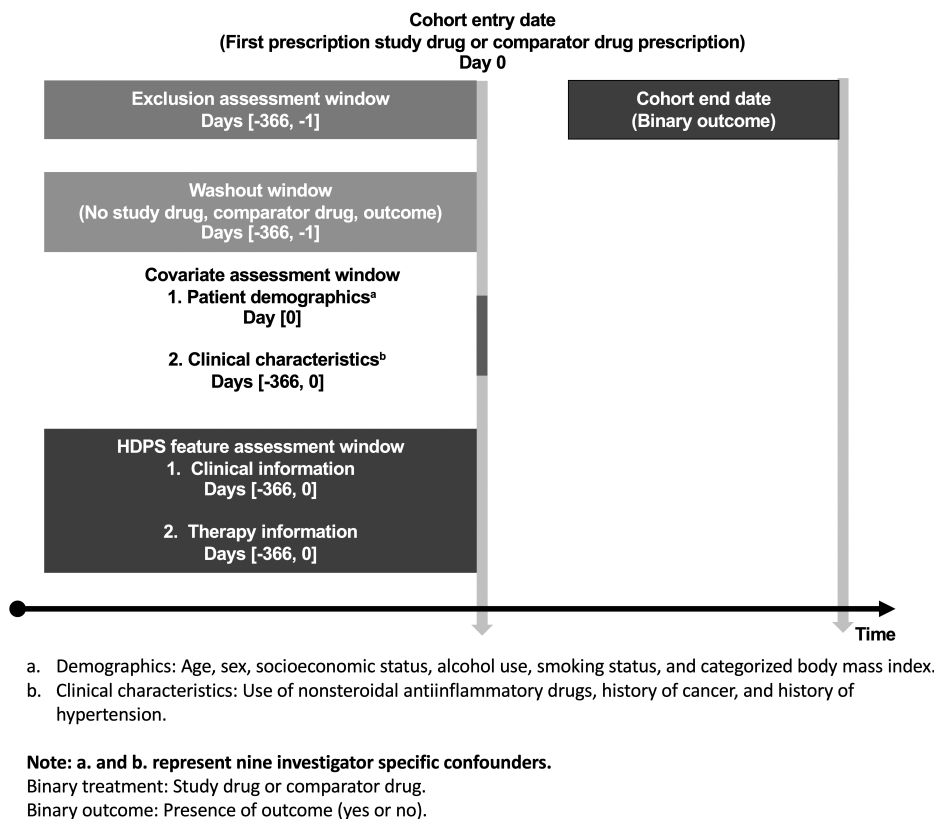 Cohort entry date
(First prescription study drug or comparator drug prescription)
Day 0
Exclusion assessment window
Days [-366, -1]
Cohort end date
(Binary outcome)
Washout window
(No study drug, comparator drug, outcome)
Days [-366, -1]
Covariate assessment window
1. Patient demographicsᵃ
Day [0]
2. Clinical characteristicsᵇ
Days [-366, 0]
HDPS feature assessment window
1. Clinical information
Days [-366, 0]
2. Therapy information
Days [-366, 0]
Time
a. Demographics: Age, sex, socioeconomic status, alcohol use, smoking status, and categorized body mass index.
b. Clinical characteristics: Use of nonsteroidal antiinflammatory drugs, history of cancer, and history of
hypertension.
Note: a. and b. represent nine investigator specific confounders.
Binary treatment: Study drug or comparator drug.
Binary outcome: Presence of outcome (yes or no).